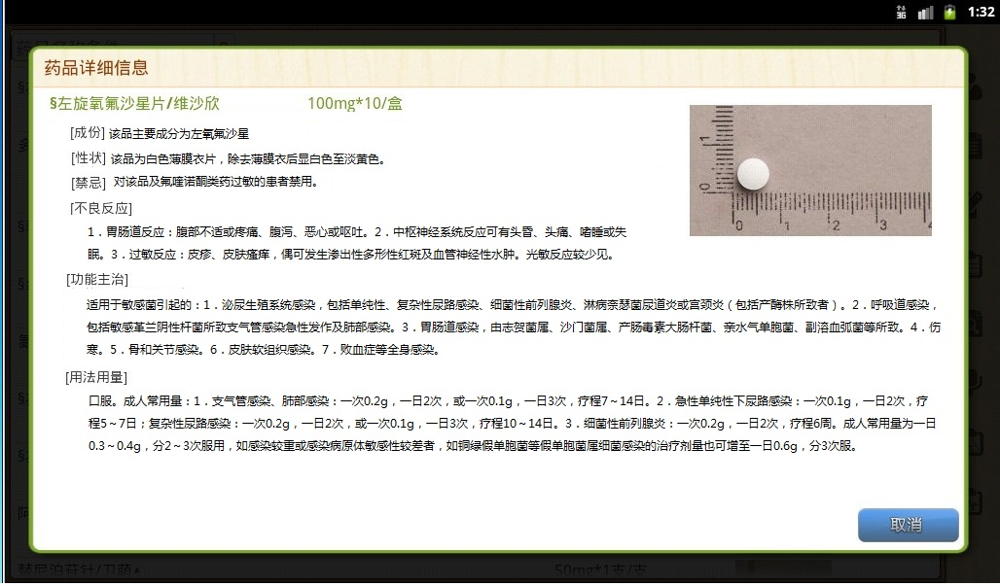 3G 1:32
药品详细信息
§左旋氧氟沙星片/维沙欣 100mg*10/盒
[成份] 该品主要成分为左氧氟沙星
[性状] 该品为白色薄膜衣片，除去薄膜衣后显白色至淡黄色。
[禁忌] 对该品及氟喹诺酮类药过敏的患者禁用。
[不良反应]
1．胃肠道反应：腹部不适或疼痛、腹泻、恶心或呕吐。2．中枢神经系统反应可有头昏、头痛、嗜睡或失
眠。3．过敏反应：皮疹、皮肤瘙痒，偶可发生渗出性多形性红斑及血管神经性水肿。光敏反应较少见。
1
0
0 1 2 3 4
[功能主治]
适用于敏感菌引起的：1．泌尿生殖系统感染，包括单纯性、复杂性尿路感染、细菌性前列腺炎、淋病奈瑟菌尿道炎或宫颈炎（包括产酶株所致者）。2．呼吸道感染，
包括敏感革兰阴性杆菌所致支气管感染急性发作及肺部感染。3．胃肠道感染，由志贺菌属、沙门菌属、产肠毒素大肠杆菌、亲水气单胞菌、副溶血弧菌等所致。4．伤
寒。5．骨和关节感染。6．皮肤软组织感染。7．败血症等全身感染。
[用法用量]
口服。成人常用量：1．支气管感染、肺部感染：一次0.2g，一日2次，或一次0.1g，一日3次，疗程7～14日。2．急性单纯性下尿路感染：一次0.1g，一日2次，疗
程5～7日；复杂性尿路感染：一次0.2g，一日2次，或一次0.1g，一日3次，疗程10～14日。3．细菌性前列腺炎：一次0.2g，一日2次，疗程6周。成人常用量为一日
0.3～0.4g，分2～3次服用，如感染较重或感染病原体敏感性较差者，如铜绿假单胞菌等假单胞菌属细菌感染的治疗剂量也可增至一日0.6g，分3次服。
取消
50mg*1支/支